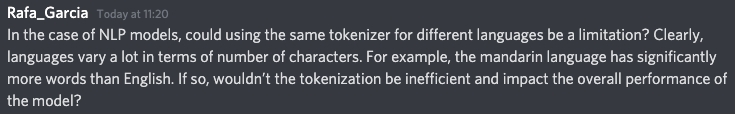 Rafa_Garcia Today at 11:20
In the case of NLP models, could using the same tokenizer for different languages be a limitation? Clearly,
languages vary a lot in terms of number of characters. For example, the mandarin language has significantly
more words than English. If so, wouldn't the tokenization be inefficient and impact the overall performance of
the model?